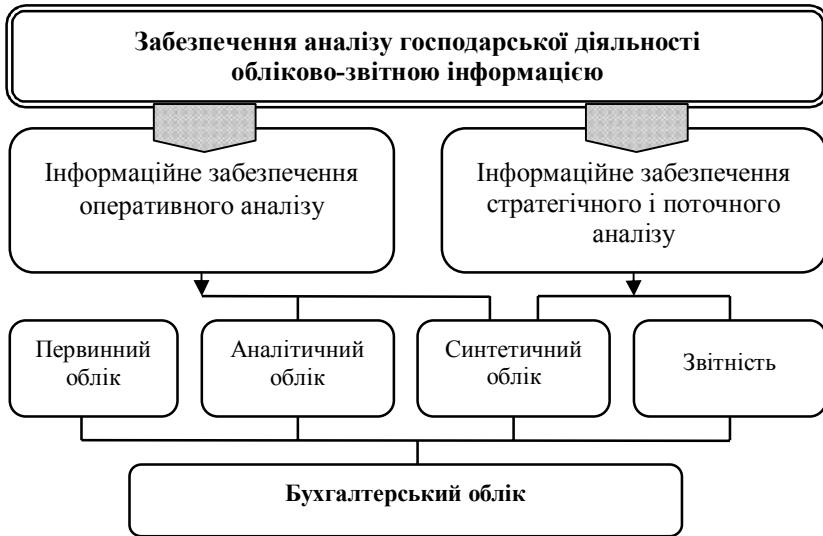 Забезпечення аналізу господарської діяльності
обліково-звітною інформацією
Інформаційне забезпечення
оперативного аналізу
Інформаційне забезпечення
стратегічного і поточного
аналізу
Первинний
облік
Аналітичний
облік
Синтетичний
облік
Звітність
Бухгалтерський облік